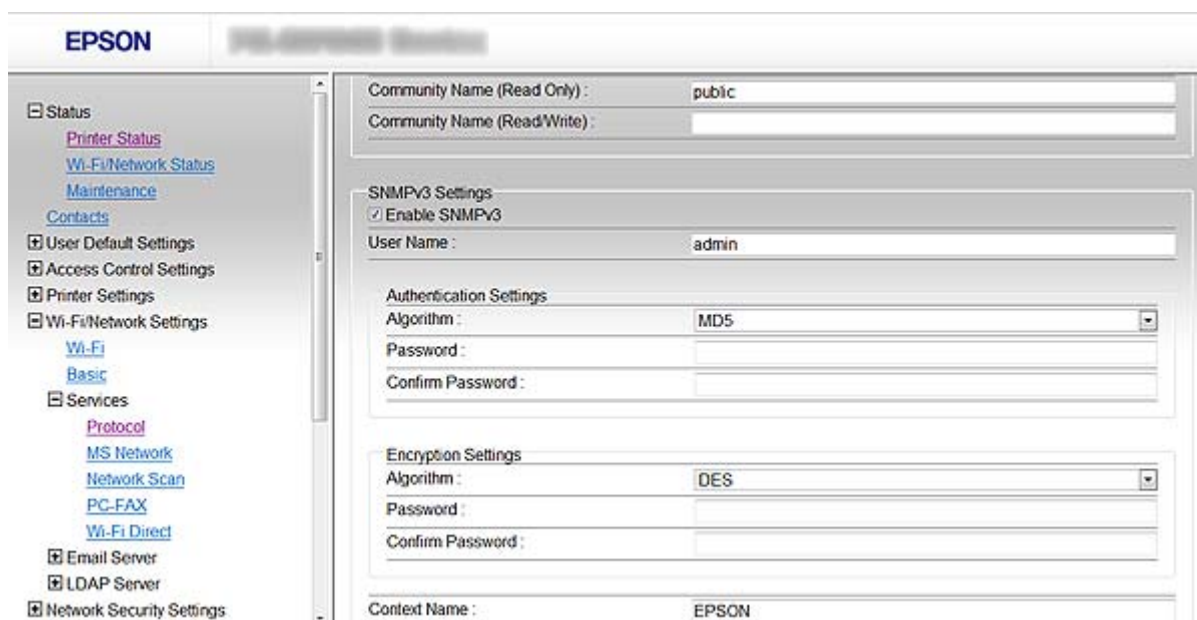 EPSON
Status
Printer Status
Wi-Fi/Network Status
Maintenance
Contacts
User Default Settings
Access Control Settings
Printer Settings
Wi-Fi/Network Settings
Wi-Fi
Basic
Services
Protocol
MS Network
Network Scan
PC-FAX
Wi-Fi Direct
Email Server
LDAP Server
Network Security Settings
Community Name (Read Only) : public
Community Name (Read/Write) :
SNMPv3 Settings
Enable SNMPv3
User Name : admin
Authentication Settings
Algorithm : MD5
Password :
Confirm Password :
Encryption Settings
Algorithm : DES
Password :
Confirm Password :
Context Name : EPSON